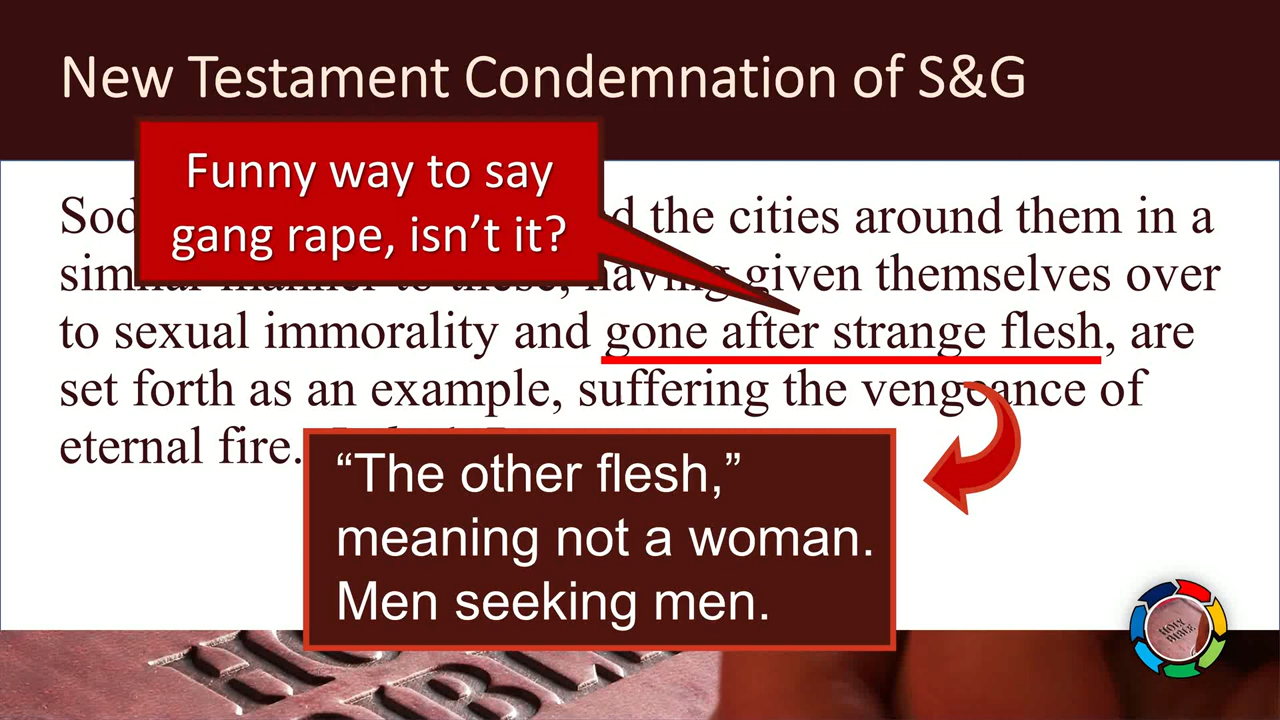 New Testament Condemnation of S&G
Funny way to say
gang rape, isn’t it?
the cities around them in a
having given themselves over
to sexual immorality and gone after strange flesh, are
set forth as an example, suffering the vengeance of
eternal fire.
“The other flesh,”
meaning not a woman.
Men seeking men.
HOLY
BIBLE